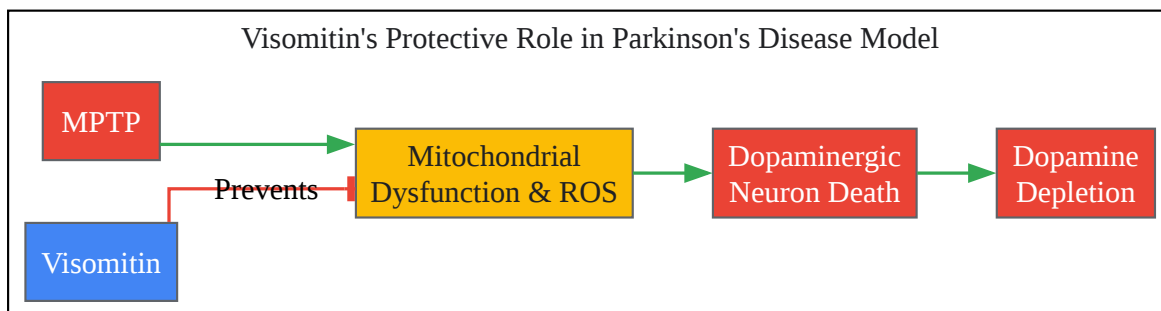 Visomitin's Protective Role in Parkinson's Disease Model
MPTP
Mitochondrial
Dysfunction & ROS
Dopaminergic
Neuron Death
Dopamine
Depletion
Prevents
Visomitin